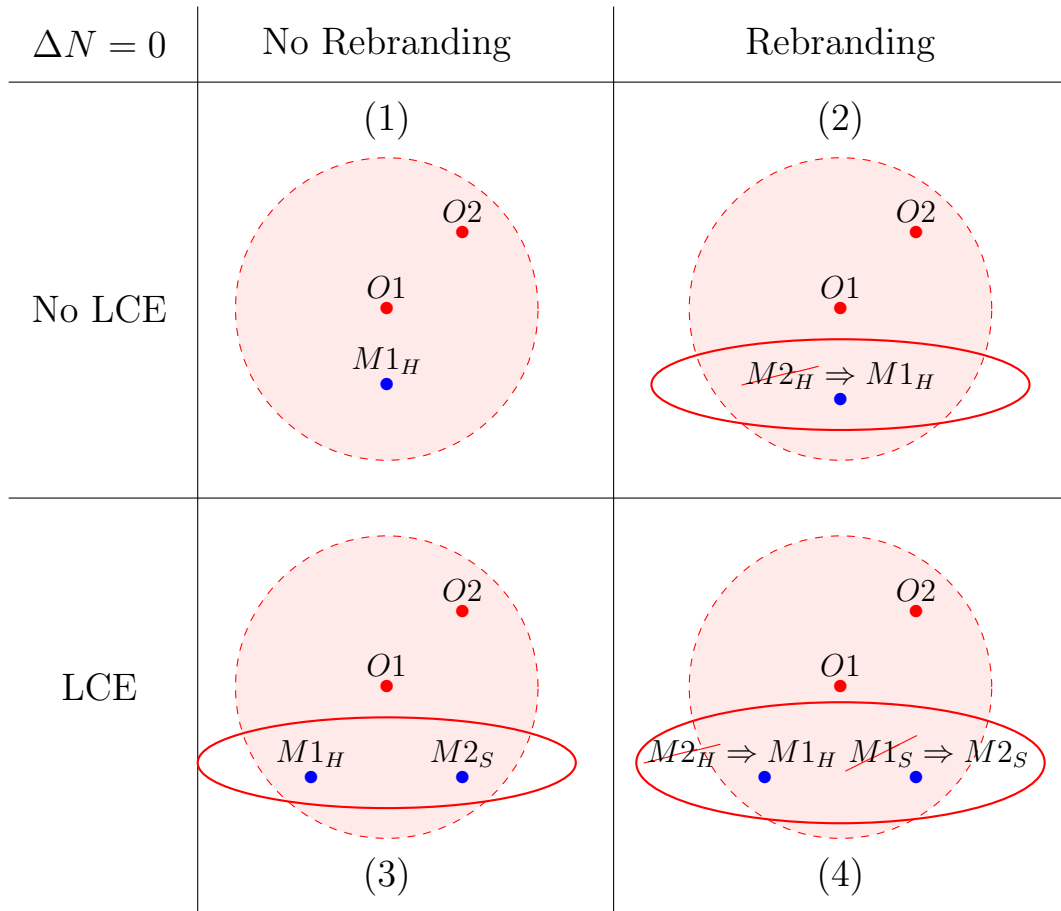 ΔN = 0 No Rebranding Rebranding
(1) (2)
O2 O2
No LCE O1 O1
M1_H M2_H ⇒ M1_H
O2 O2
LCE O1 O1
M1_H M2_S M2_H ⇒ M1_H M1_S ⇒ M2_S
(3) (4)